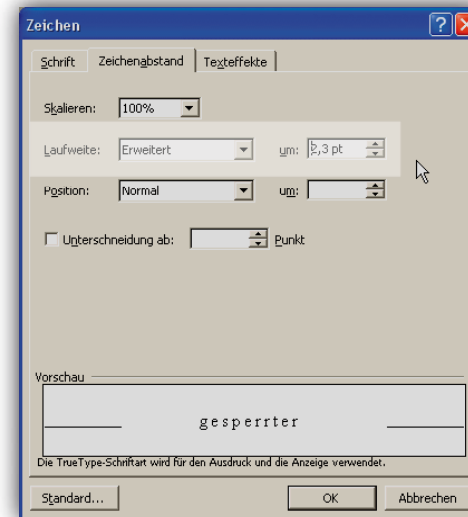 Zeichen
Schrift Zeichenabstand Texteffekte
Skalieren: 100%
Laufweite: Erweitert um: 2,3 pt
Position: Normal um:
Unterschneidung ab: Punkt
Vorschau
gesperrter
Die TrueType-Schriftart wird für den Ausdruck und die Anzeige verwendet.
Standard... OK Abbrechen